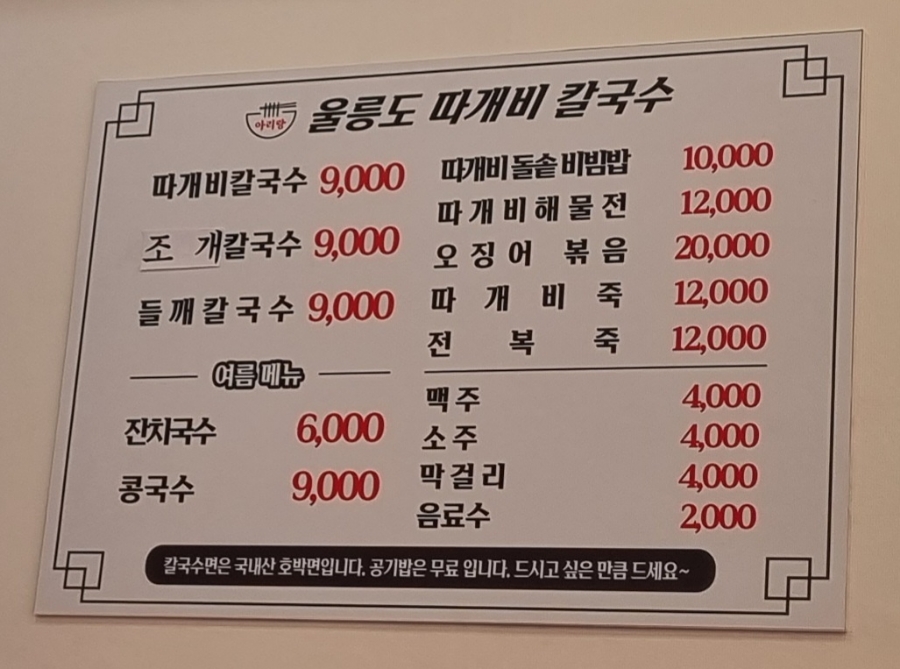 아리랑
울릉도 따개비 칼국수
따개비칼국수 9,000
조 개칼국수 9,000
들깨칼국수 9,000
여름 메뉴
잔치국수 6,000
콩국수 9,000
따개비 돌솥 비빔밥 10,000
따개비해물전 12,000
오징어 볶음 20,000
따개비죽 12,000
전복죽 12,000
맥주 4,000
소주 4,000
막걸리 4,000
음료수 2,000
칼국수면은 국내산 호박면입니다. 공기밥은 무료 입니다. 드시고 싶은 만큼 드세요~